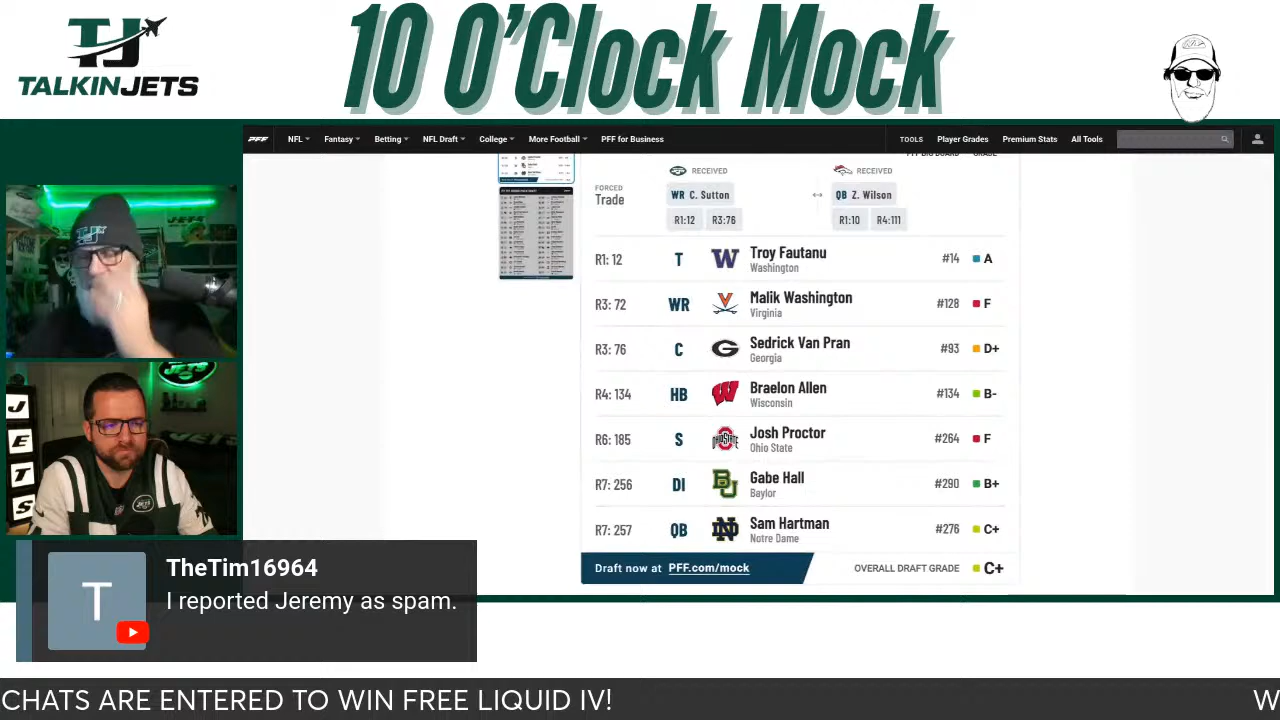 TALKINJETS
10 O'Clock Mock
PFF NFL Fantasy Betting NFL Draft College More Football PFF for Business TOOLS Player Grades Premium Stats All Tools
RECEIVED RECEIVED
FORCED
Trade
WR C. Sutton QB Z. Wilson
R1:12 R3:76 R1:10 R4:111
R1: 12 T Troy Fautanu #14 A
Washington
R3: 72 WR Malik Washington #128 F
Virginia
R3: 76 C Sedrick Van Pran #93 D+
Georgia
R4: 134 HB Braelon Allen #134 B-
Wisconsin
R6: 185 S Josh Proctor #264 F
Ohio State
R7: 256 DI Gabe Hall #290 B+
Baylor
R7: 257 QB Sam Hartman #276 C+
Notre Dame
Draft now at PFF.com/mock OVERALL DRAFT GRADE C+
J
E
T
S
T
TheTim16964
I reported Jeremy as spam.
CHATS ARE ENTERED TO WIN FREE LIQUID IV! W